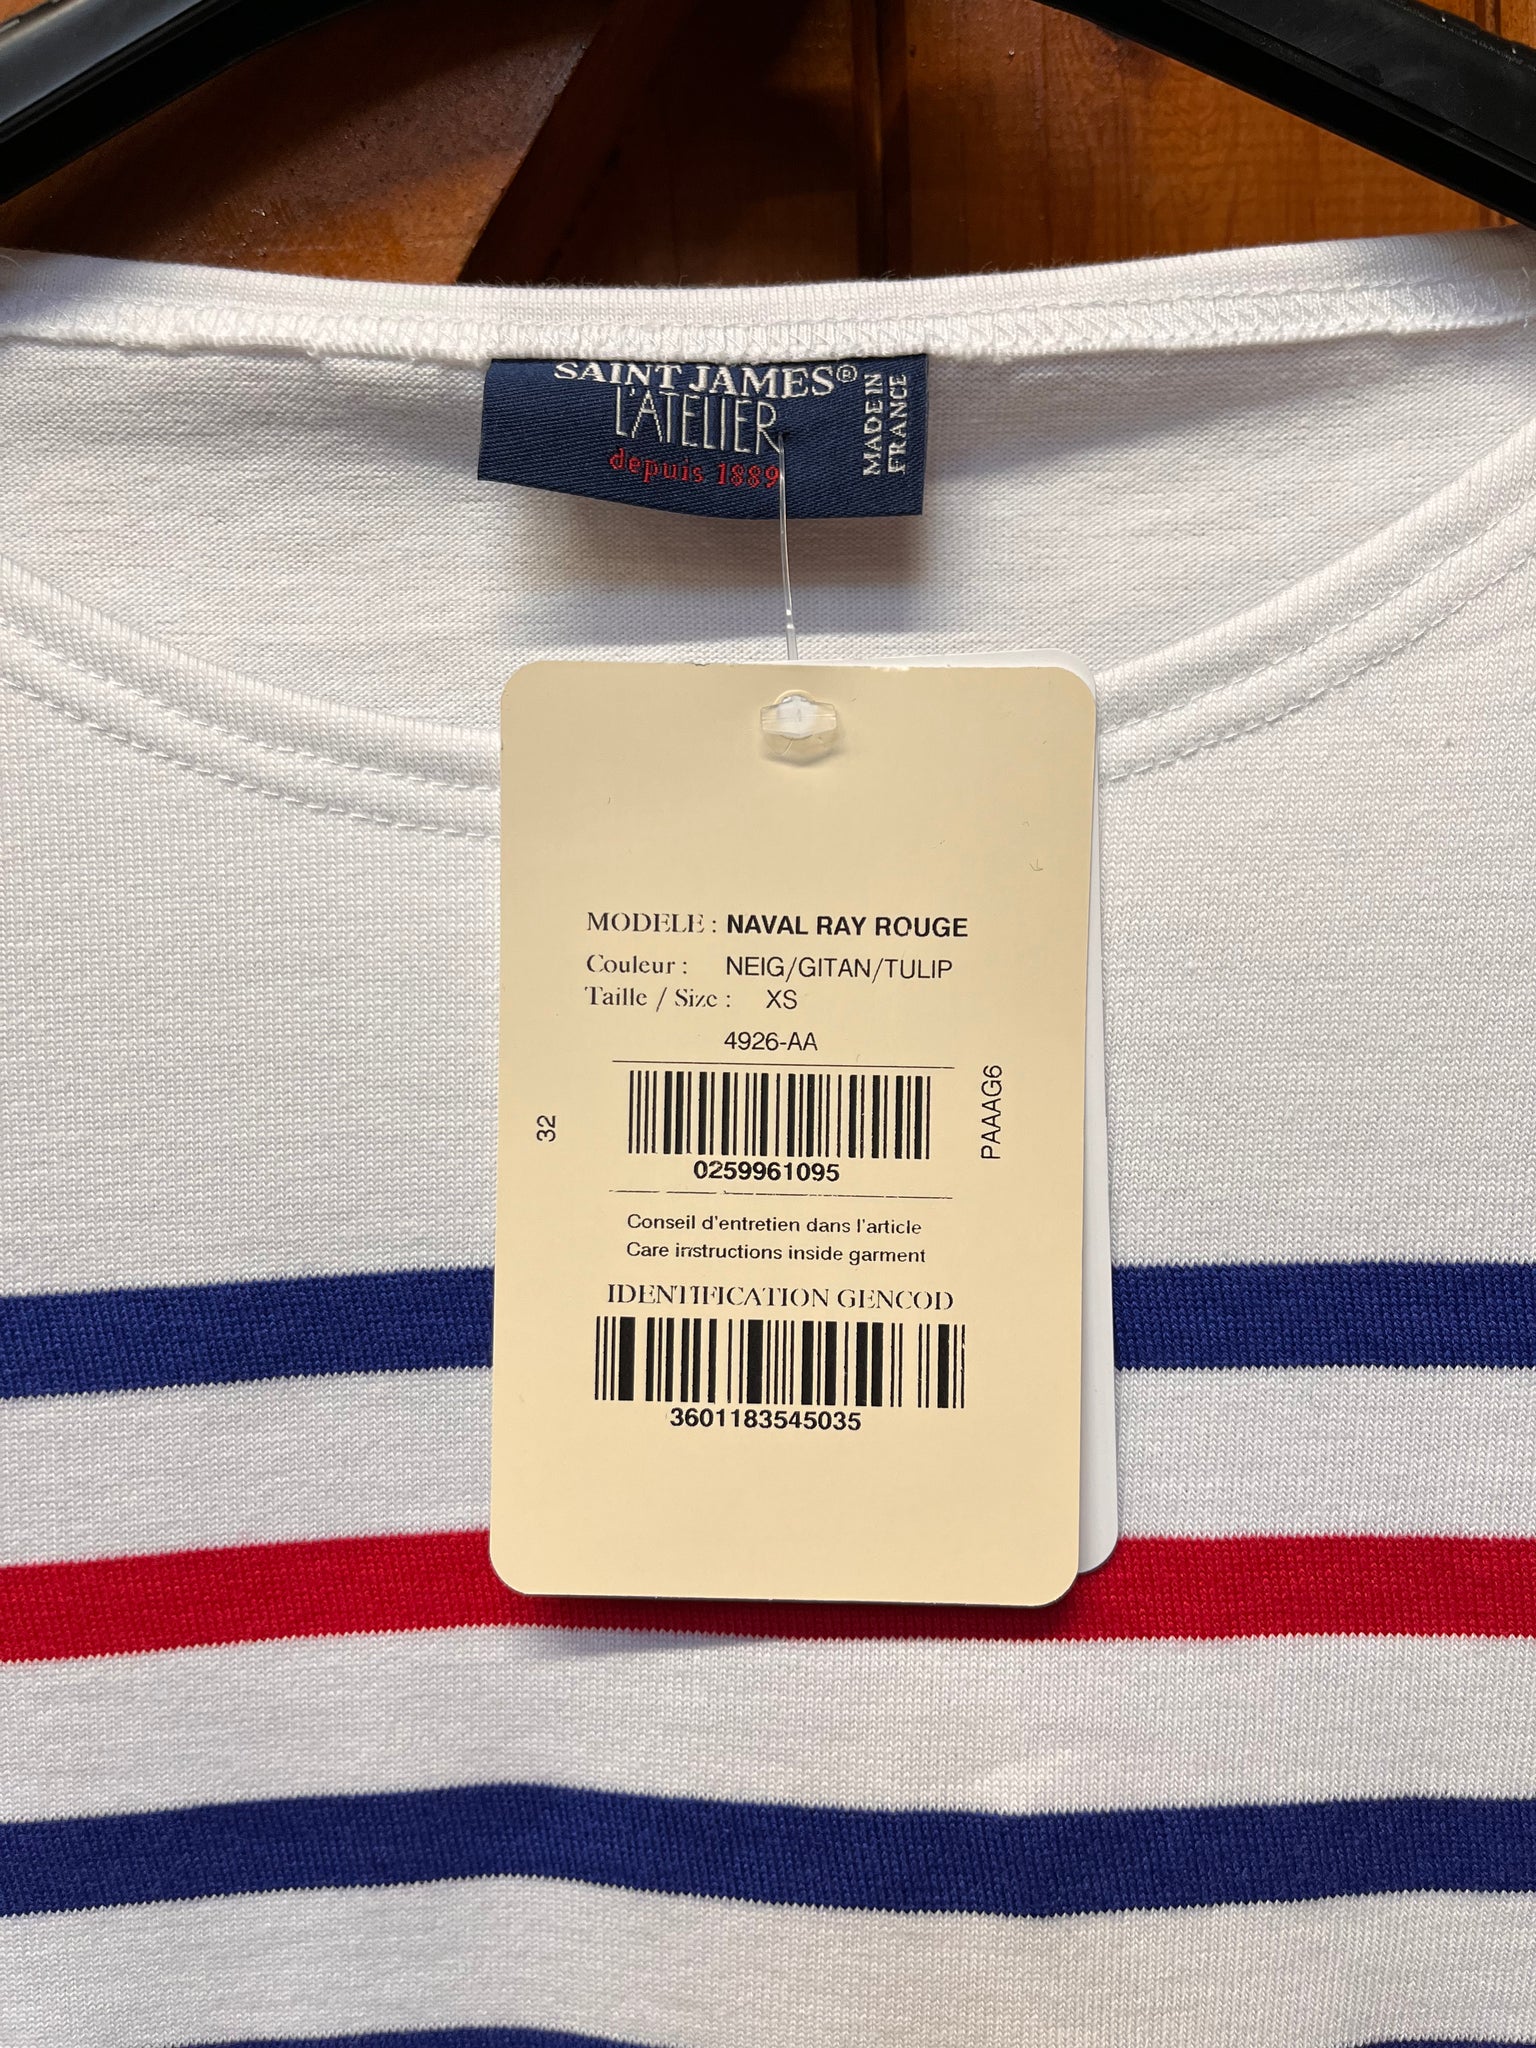 SAINT JAMES®
L'ATELIER
depuis 1889
MADE IN
FRANCE
MODELE : NAVAL RAY ROUGE
Couleur : NEIG/GITAN/TULIP
Taille / Size : XS
4926-AA
32
PAAAG6
0259961095
Conseil d'entretien dans l'article
Care instructions inside garment
IDENTIFICATION GENCOD
3601183545035